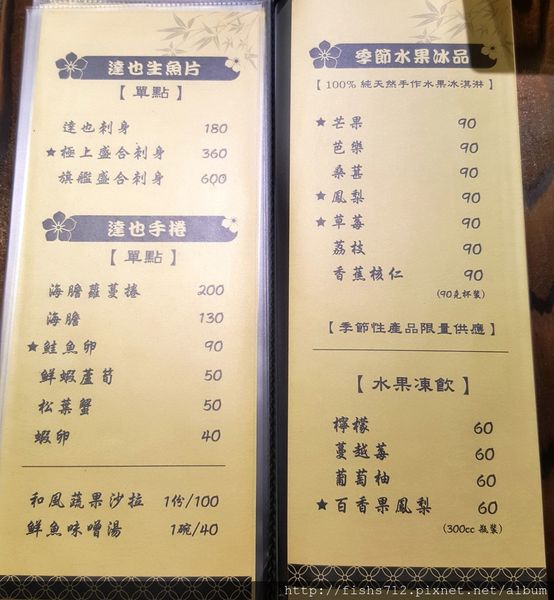 達也生魚片
【單點】
達也刺身 180
★極上盛合刺身 360
旗艦盛合刺身 600
達也手捲
【單點】
海膽蘿蔓捲 200
海膽 130
★鮭魚卵 90
鮮蝦蘆筍 50
松葉蟹 50
蝦卵 40
和風蔬果沙拉 1份/100
鮮魚味噌湯 1碗/40
季節水果冰品
【100% 純天然手作水果冰淇淋】
★芒果 90
芭樂 90
桑葚 90
★鳳梨 90
★草莓 90
荔枝 90
香蕉核仁 90
(90克杯裝)
【季節性產品限量供應】
【水果凍飲】
檸檬 60
蔓越莓 60
葡萄柚 60
★百香果鳳梨 60
(300cc 瓶裝)
http://fishs712.pixnet.net/album